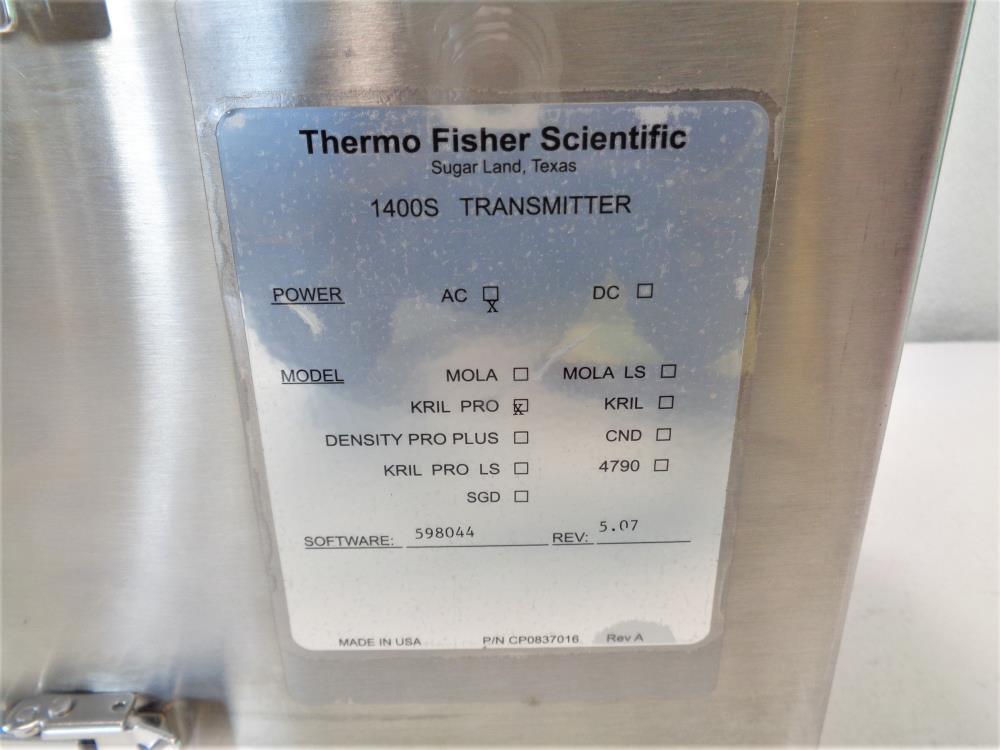 Thermo Fisher Scientific
Sugar Land, Texas
1400S TRANSMITTER
POWER AC ☐ X DC ☐
MODEL MOLA ☐ MOLA LS ☐
KRIL PRO ☐ X KRIL ☐
DENSITY PRO PLUS ☐ CND ☐
KRIL PRO LS ☐ 4790 ☐
SGD ☐
SOFTWARE: 598044 REV: 5.07
MADE IN USA P/N CP0837016 Rev A